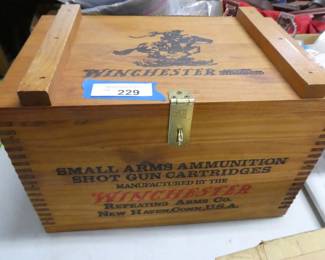 WINCHESTER
229
SMALL ARMS AMMUNITION
SHOT GUN CARTRIDGES
MANUFACTURED BY THE
WINCHESTER
REPEATING ARMS CO.
NEW HAVEN, CONN., U.S.A.